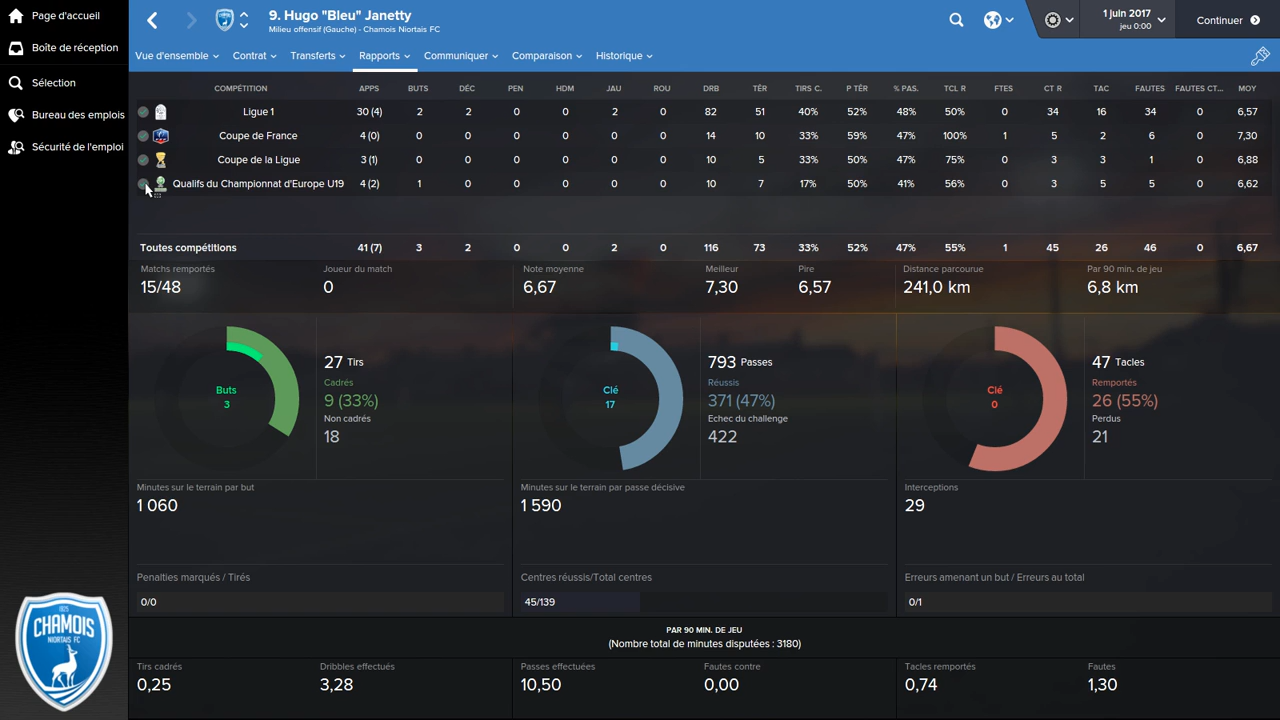 Page d'accueil
Boîte de réception
Sélection
Bureau des emplois
Sécurité de l'emploi
9. Hugo "Bleu" Janetty
Milieu offensif (Gauche) - Chamois Niortais FC
1 juin 2017
jeu 0:00
Continuer
Vue d'ensemble Contrat Transferts Rapports Communiquer Comparaison Historique
COMPÉTITION APPS BUTS DÉC PEN HDM JAU ROU DRB TÊR TIRS C. P TÊR % PAS. TCL R FTES CT R TAC FAUTES FAUTES CT... MOY
Ligue 1 30 (4) 2 2 0 0 2 0 82 51 40% 52% 48% 50% 0 34 16 34 0 6,57
Coupe de France 4 (0) 0 0 0 0 0 0 14 10 33% 59% 47% 100% 1 5 2 6 0 7,30
Coupe de la Ligue 3 (1) 0 0 0 0 0 0 10 5 33% 50% 47% 75% 0 3 3 1 0 6,88
Qualifs du Championnat d'Europe U19 4 (2) 1 0 0 0 0 0 10 7 17% 50% 41% 56% 0 3 5 5 0 6,62
Toutes compétitions 41 (7) 3 2 0 0 2 0 116 73 33% 52% 47% 55% 1 45 26 46 0 6,67
Matchs remportés Joueur du match Note moyenne Meilleur Pire Distance parcourue Par 90 min. de jeu
15/48 0 6,67 7,30 6,57 241,0 km 6,8 km
Buts
3
27 Tirs
Cadrés
9 (33%)
Non cadrés
18
Clé
17
793 Passes
Réussis
371 (47%)
Echec du challenge
422
Clé
0
47 Tacles
Remportés
26 (55%)
Perdus
21
Minutes sur le terrain par but
1 060
Minutes sur le terrain par passe décisive
1 590
Interceptions
29
Penalties marqués / Tirés
0/0
Centres réussis/Total centres
45/139
Erreurs amenant un but / Erreurs au total
0/1
PAR 90 MIN. DE JEU
(Nombre total de minutes disputées : 3180)
Tirs cadrés Dribbles effectués Passes effectuées Fautes contre Tacles remportés Fautes
0,25 3,28 10,50 0,00 0,74 1,30
1925
CHAMOIS
NIORTAIS FC